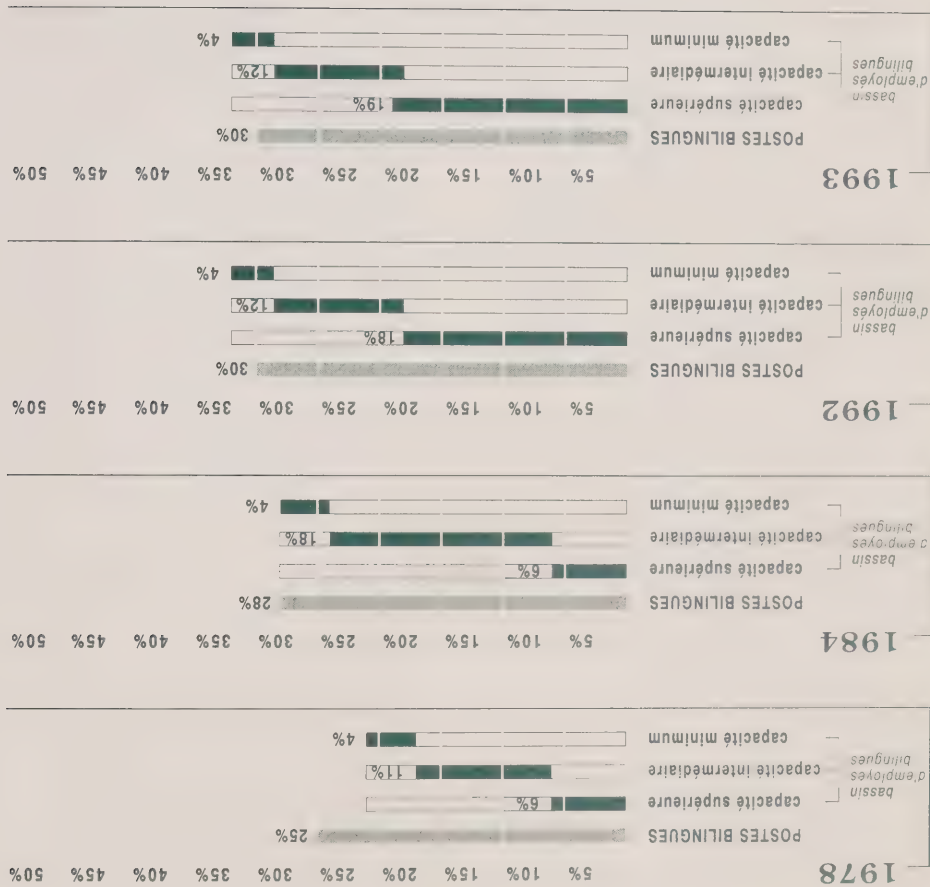 1978 5% 10% 15% 20% 25% 30% 35% 40% 45% 50%
POSTES BILINGUES 25%
bassin
d'employés
bilingues
capacité supérieure 6%
capacité intermédiaire 11%
capacité minimum 4%
1984 5% 10% 15% 20% 25% 30% 35% 40% 45% 50%
POSTES BILINGUES 28%
bassin
d'employés
bilingues
capacité supérieure 6%
capacité intermédiaire 18%
capacité minimum 4%
1992 5% 10% 15% 20% 25% 30% 35% 40% 45% 50%
POSTES BILINGUES 30%
bassin
d'employés
bilingues
capacité supérieure 18%
capacité intermédiaire 12%
capacité minimum 4%
1993 5% 10% 15% 20% 25% 30% 35% 40% 45% 50%
POSTES BILINGUES 30%
bassin
d'employés
bilingues
capacité supérieure 19%
capacité intermédiaire 12%
capacité minimum 4%